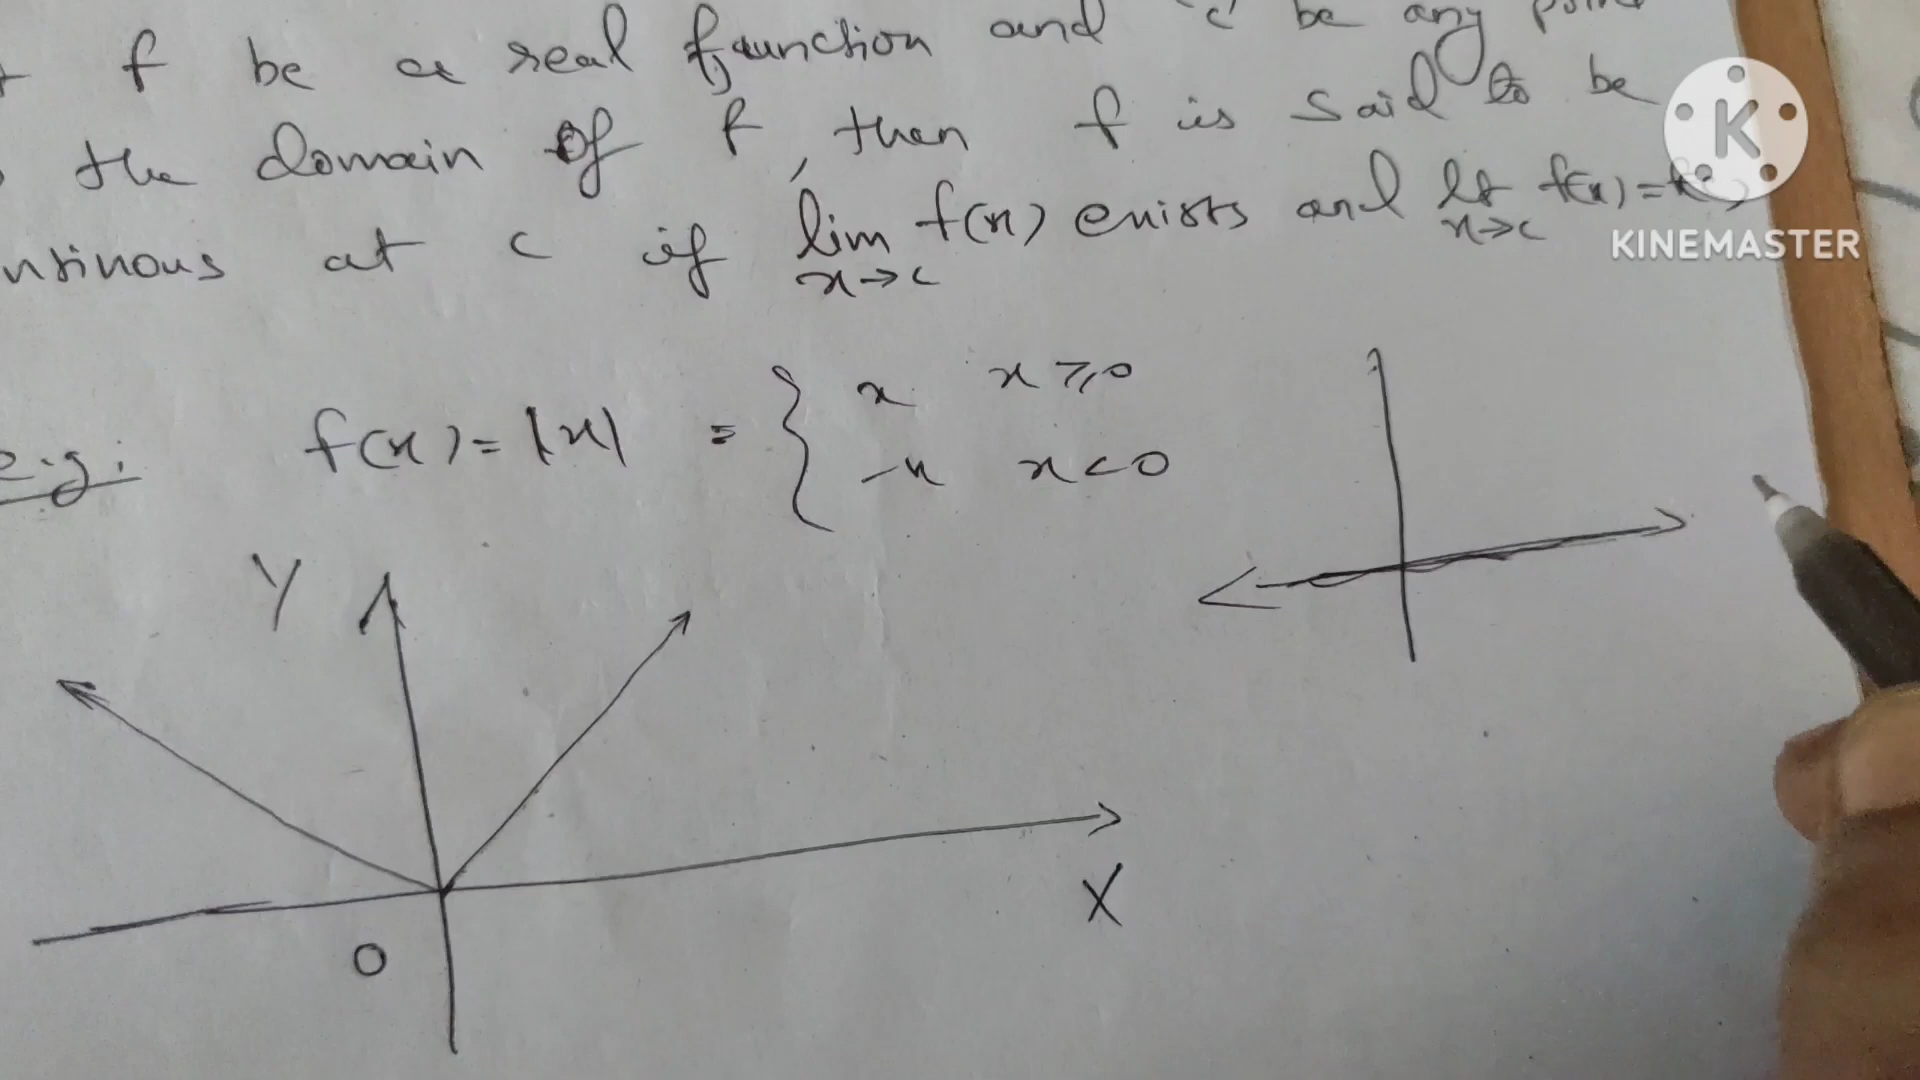 f be a real function and 'c' be any point
the domain of f, then f is said to be
at c if lim f(x) exists and lt f(x) =
x→c x→c
K
KINEMASTER
e.g: f(x) = |x| = { x x ≥ 0
-x x < 0
Y
X
O